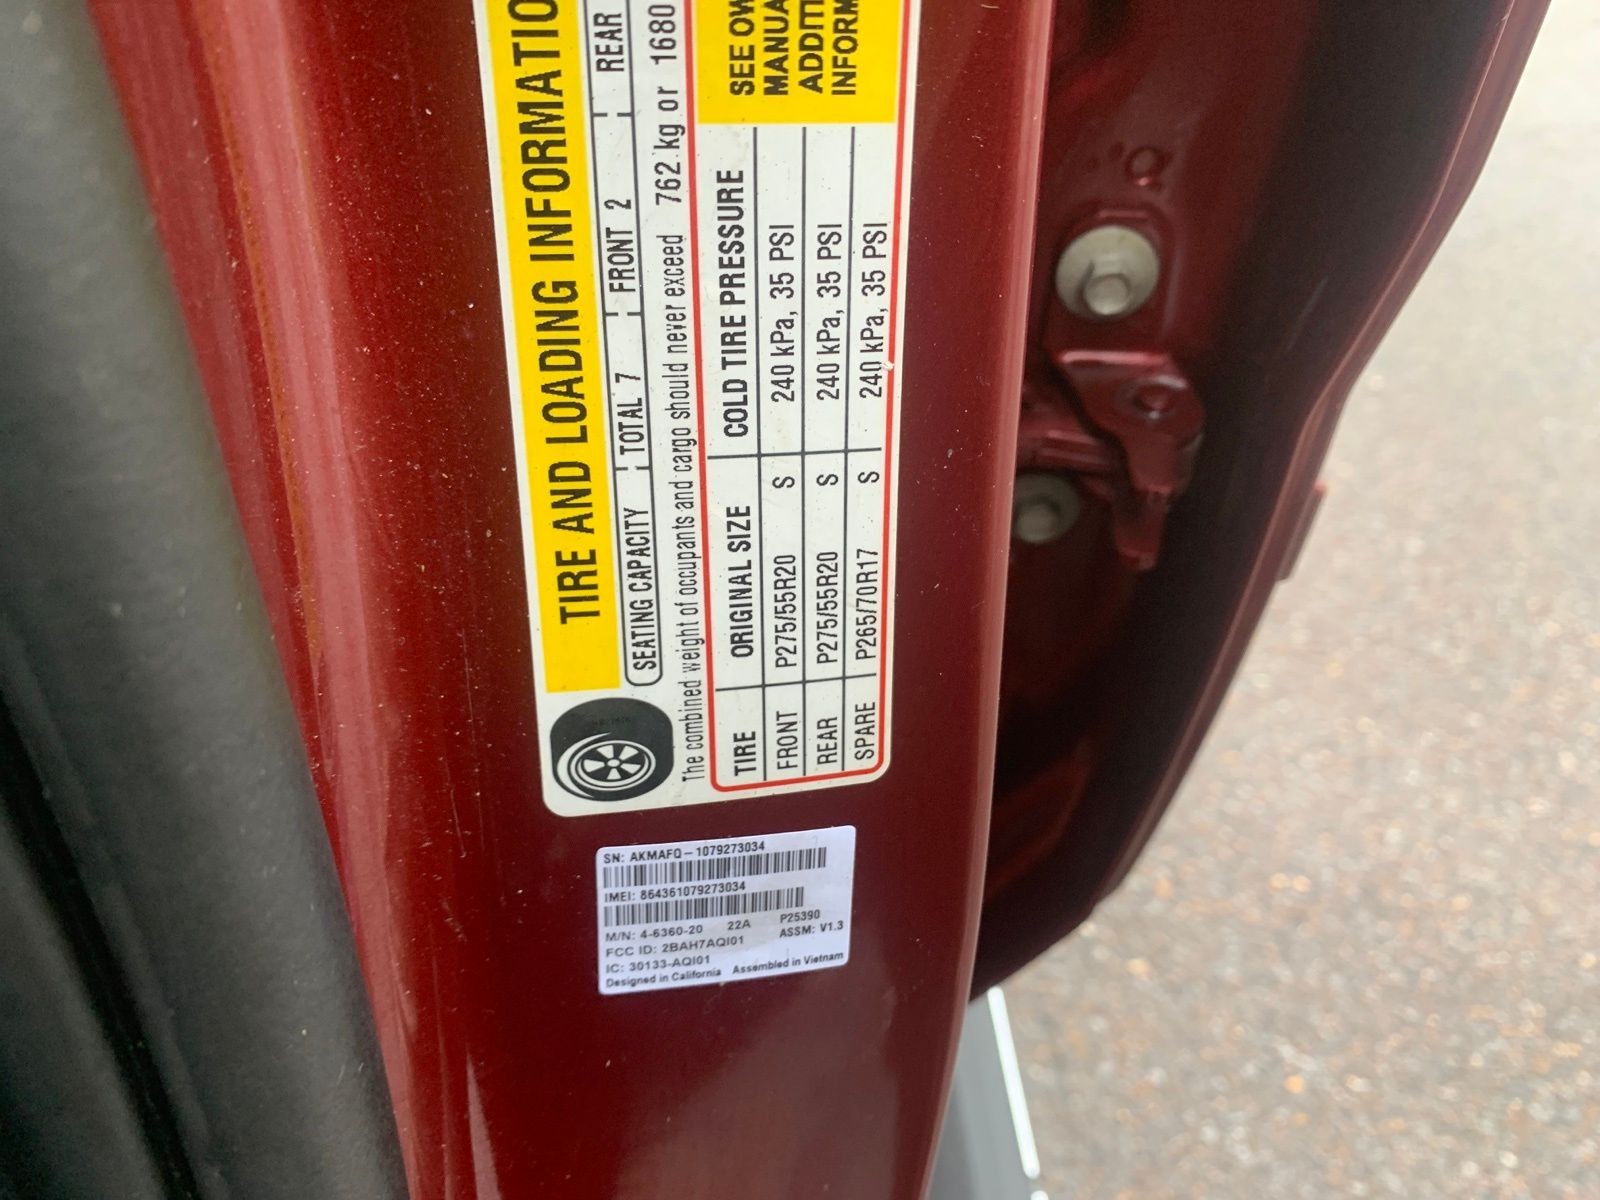 TIRE AND LOADING INFORMATIO
SEATING CAPACITY TOTAL 7 FRONT 2 REAR
The combined weight of occupants and cargo should never exceed 762 kg or 1680
TIRE ORIGINAL SIZE COLD TIRE PRESSURE
FRONT P275/55R20 S 240 kPa, 35 PSI
REAR P275/55R20 S 240 kPa, 35 PSI
SPARE P265/70R17 S 240 kPa, 35 PSI
SEE OW
MANUA
ADDITI
INFORM
SN: AKMAFQ-1079273034
IMEI: 864361079273034
M/N: 4-6360-20 22A P25390
FCC ID: 2BAH7AQI01 ASSM: V1.3
IC: 30133-AQI01
Designed in California Assembled in Vietnam